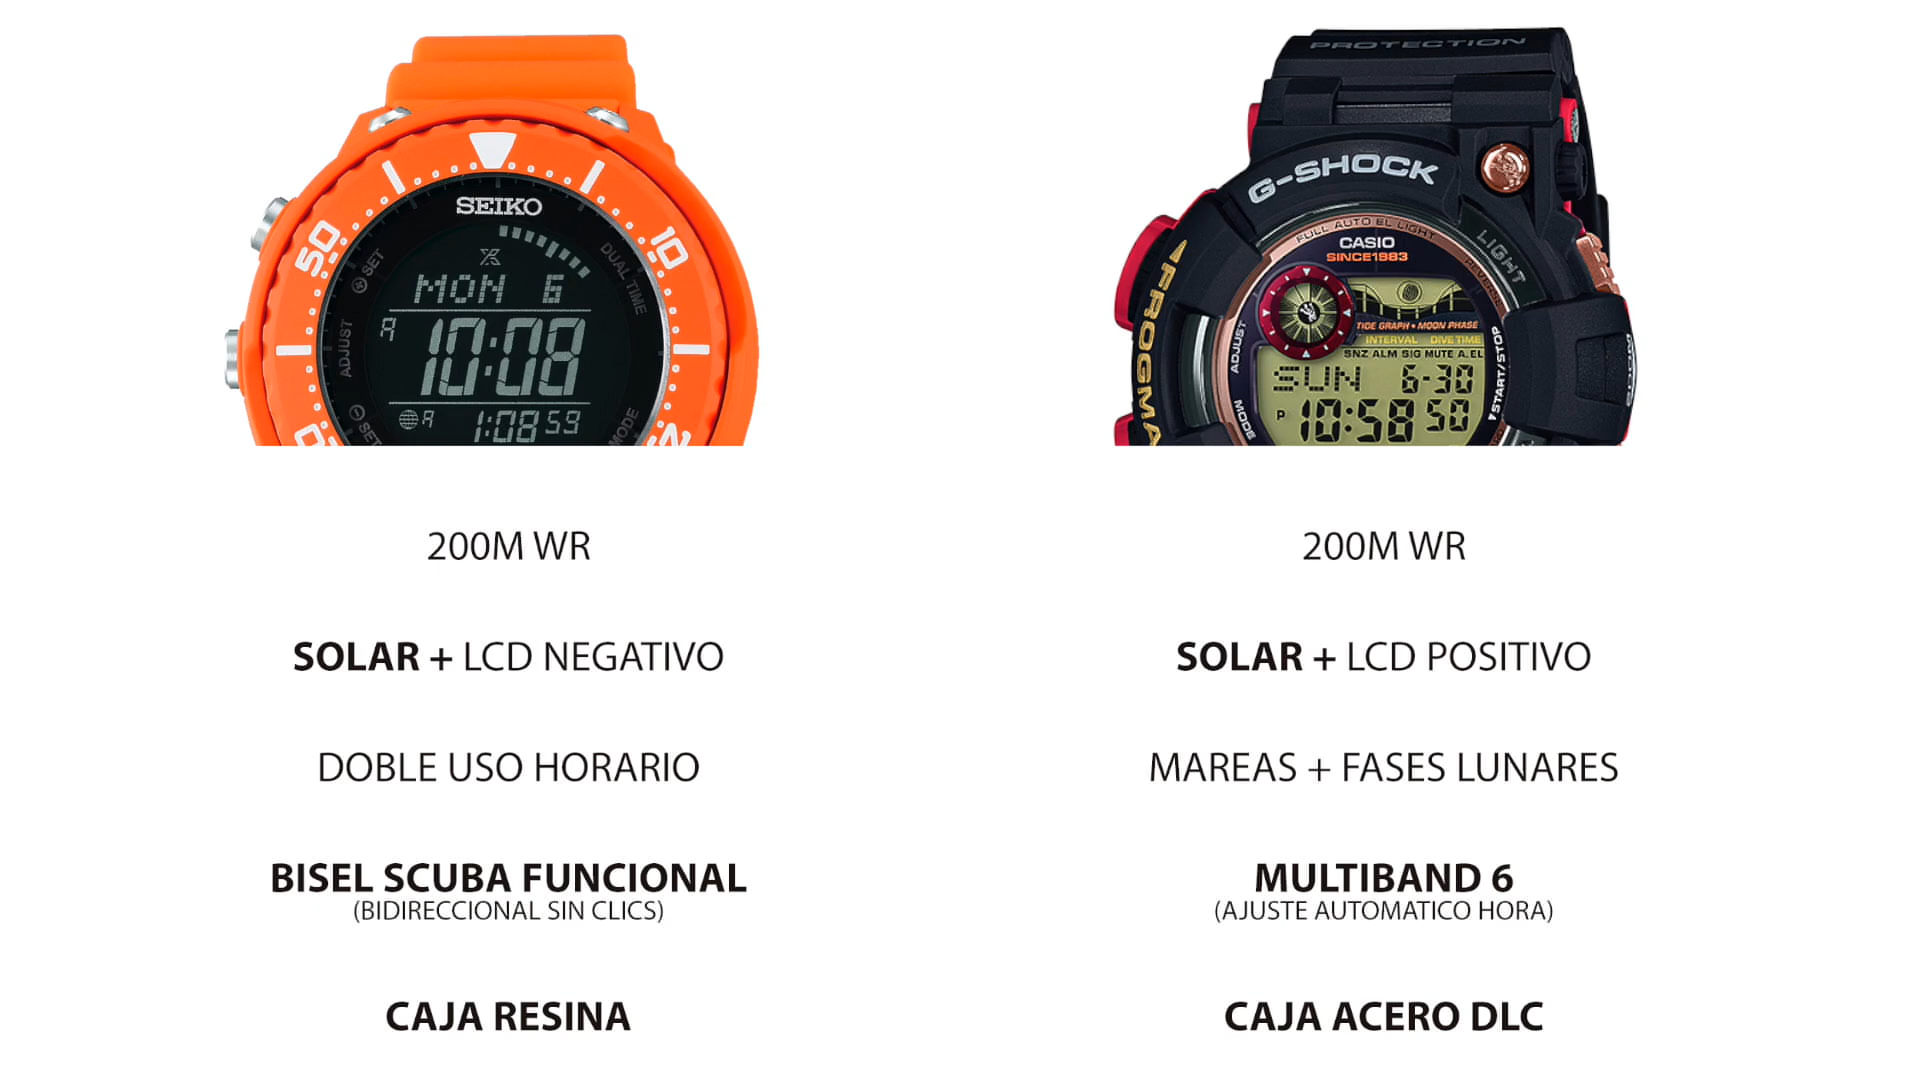 SEIKO
50
10
SET
DUAL TIME
MON 6
ADJUST
A 10:08
A 1:08 59
SET
MODE
PROTECTION
G-SHOCK
FULL AUTO EL LIGHT
LIGHT
CASIO
SINCE1983
FROGMA
TIDE GRAPH • MOON PHASE
ADJUST
INTERVAL DIVE TIME
SNZ ALM SIG MUTE A.EL
START/STOP
SUN 6-30
MODE
P 10:58 50
200M WR
SOLAR + LCD NEGATIVO
DOBLE USO HORARIO
BISEL SCUBA FUNCIONAL
(BIDIRECCIONAL SIN CLICS)
CAJA RESINA
200M WR
SOLAR + LCD POSITIVO
MAREAS + FASES LUNARES
MULTIBAND 6
(AJUSTE AUTOMATICO HORA)
CAJA ACERO DLC